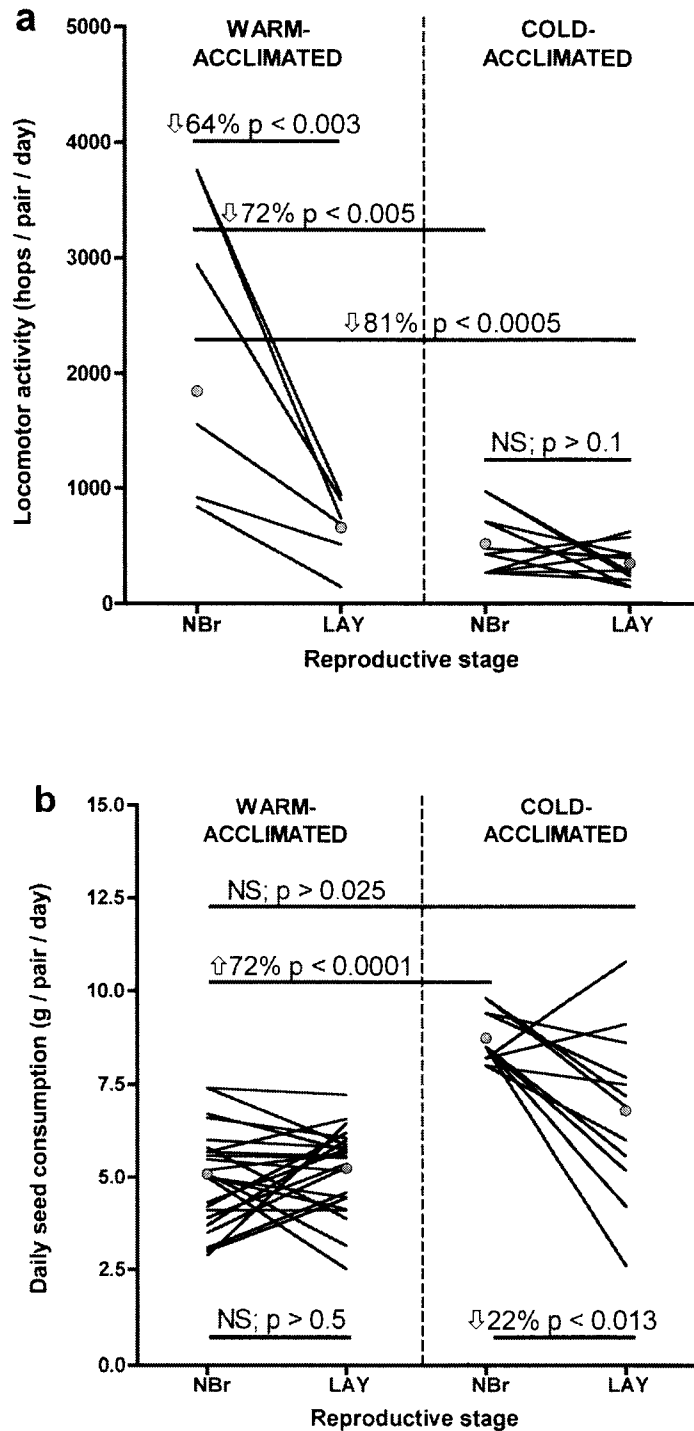 a
WARM-
ACCLIMATED
COLD-
ACCLIMATED
Locomotor activity (hops / pair / day)
5000
4000
3000
2000
1000
0
⇩64% p < 0.003
⇩72% p < 0.005
⇩81% p < 0.0005
NS; p > 0.1
NBr
LAY
NBr
LAY
Reproductive stage
b
WARM-
ACCLIMATED
COLD-
ACCLIMATED
Daily seed consumption (g / pair / day)
15.0
12.5
10.0
7.5
5.0
2.5
0.0
NS; p > 0.025
⇧72% p < 0.0001
NS; p > 0.5
⇩22% p < 0.013
NBr
LAY
NBr
LAY
Reproductive stage